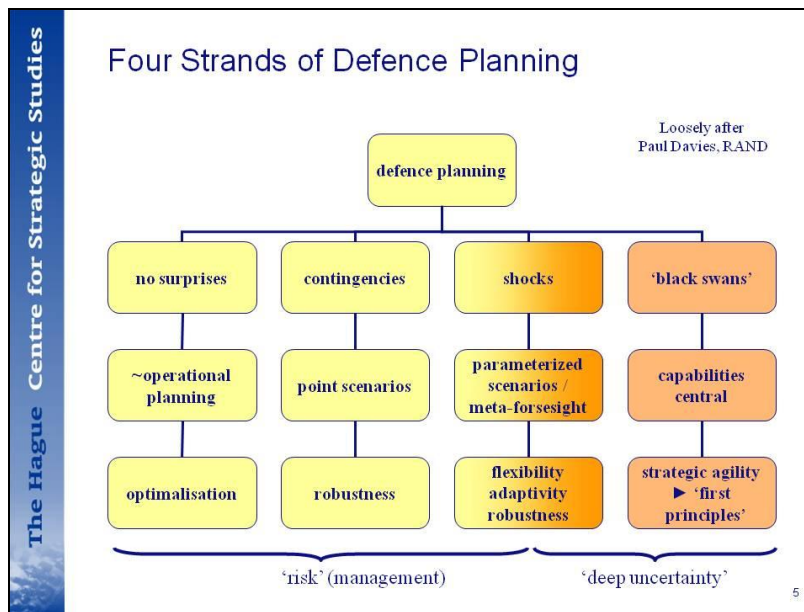 The Hague Centre for Strategic Studies
Four Strands of Defence Planning
Loosely after
Paul Davies, RAND
defence planning
no surprises
contingencies
shocks
‘black swans’
~operational
planning
point scenarios
parameterized
scenarios /
meta-forsesight
capabilities
central
optimalisation
robustness
flexibility
adaptivity
robustness
strategic agility
► ‘first
principles’
‘risk’ (management)
‘deep uncertainty’
5